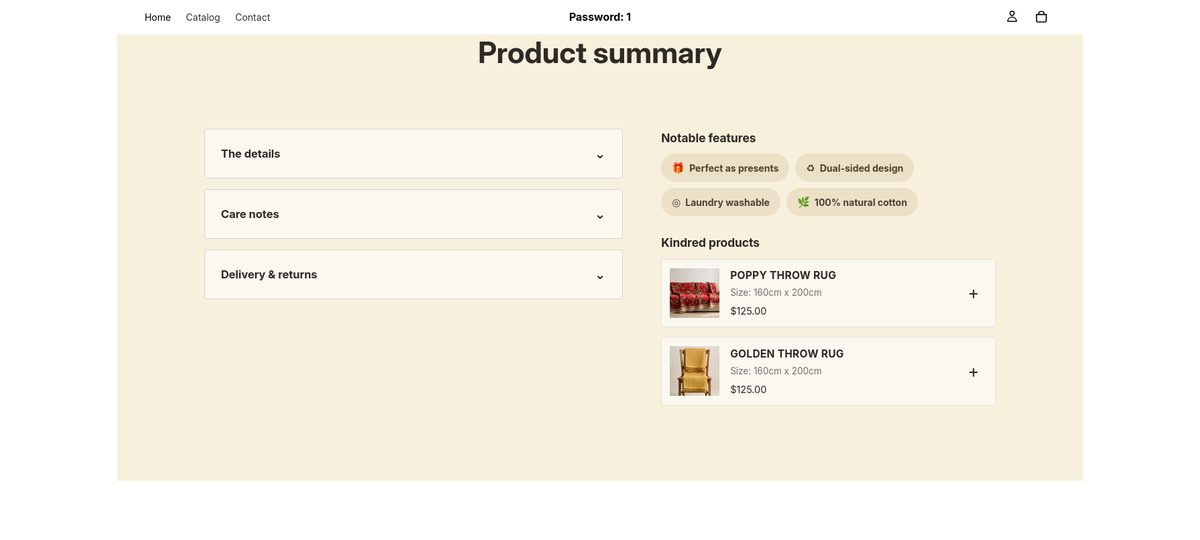 Home Catalog Contact
Password: 1
Product summary
The details
Care notes
Delivery & returns
Notable features
🎁 Perfect as presents
♻ Dual-sided design
◎ Laundry washable
🌿 100% natural cotton
Kindred products
POPPY THROW RUG
Size: 160cm x 200cm
$125.00
+
GOLDEN THROW RUG
Size: 160cm x 200cm
$125.00
+